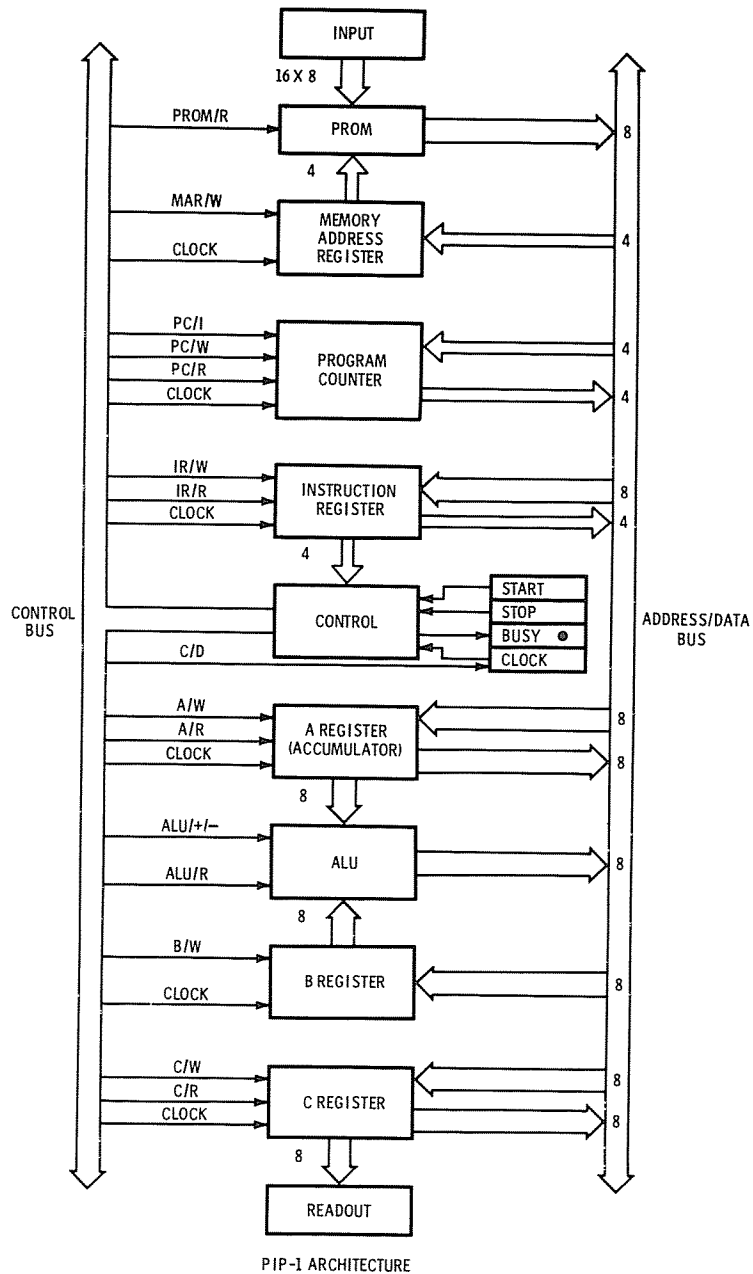 INPUT
16 X 8
PROM/R
PROM
8
4
MAR/W
MEMORY
ADDRESS
REGISTER
4
CLOCK
PC/I
PC/W
PC/R
CLOCK
PROGRAM
COUNTER
4
4
IR/W
IR/R
CLOCK
INSTRUCTION
REGISTER
8
4
4
CONTROL
BUS
CONTROL
START
STOP
BUSY
CLOCK
ADDRESS/DATA
BUS
C/D
A/W
A/R
CLOCK
A REGISTER
(ACCUMULATOR)
8
8
8
ALU/+/−
ALU/R
ALU
8
8
B/W
CLOCK
B REGISTER
8
C/W
C/R
CLOCK
C REGISTER
8
8
8
READOUT
PIP-1 ARCHITECTURE